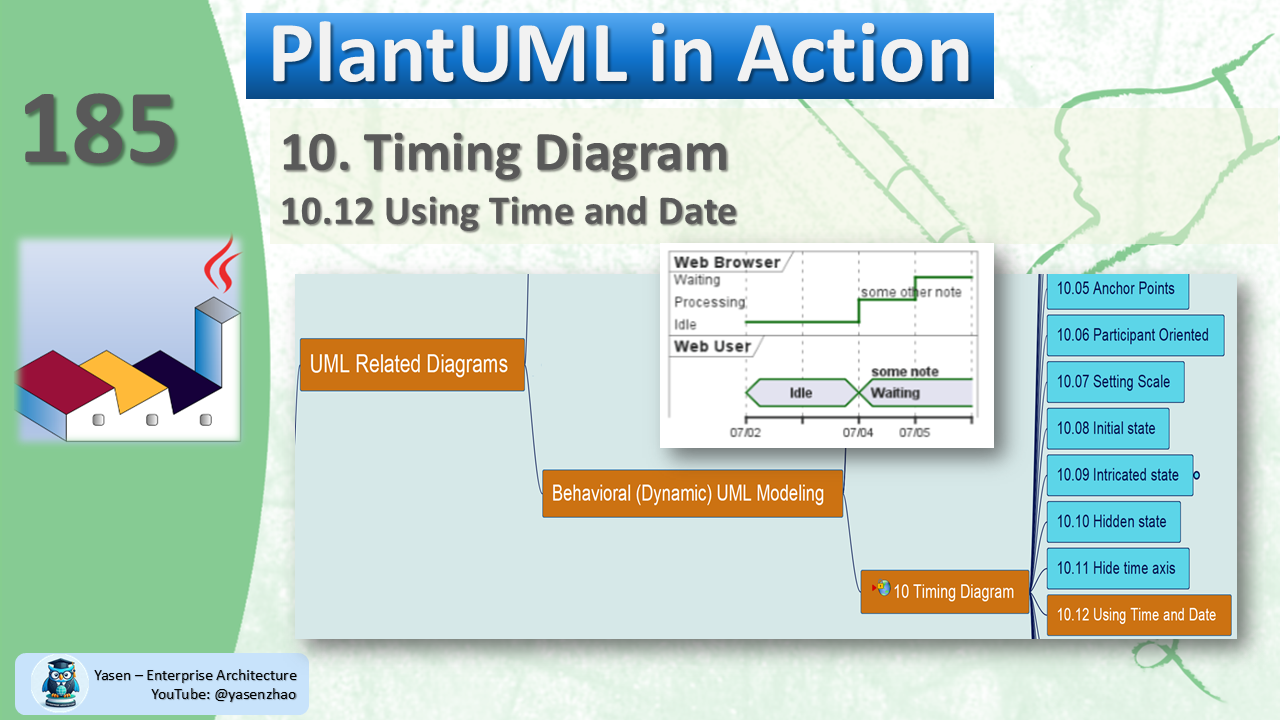 PlantUML in Action
185
10. Timing Diagram
10.12 Using Time and Date
Web Browser
Waiting
Processing
Idle
some other note
Web User
some note
Idle
Waiting
07/02
07/04
07/05
UML Related Diagrams
Behavioral (Dynamic) UML Modeling
10 Timing Diagram
10.05 Anchor Points
10.06 Participant Oriented
10.07 Setting Scale
10.08 Initial state
10.09 Intricated state
10.10 Hidden state
10.11 Hide time axis
10.12 Using Time and Date
Yasen – Enterprise Architecture
YouTube: @yasenzhao